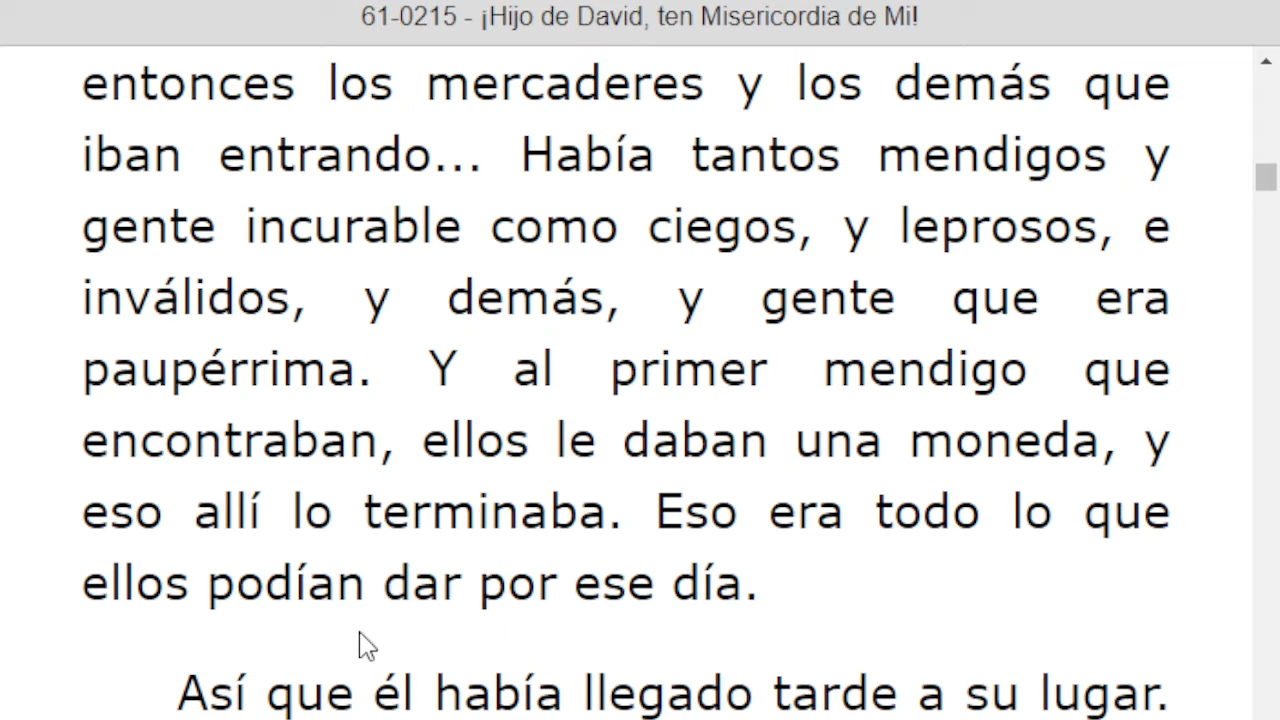 61-0215 - ¡Hijo de David, ten Misericordia de Mi!
entonces los mercaderes y los demás que
iban entrando... Había tantos mendigos y
gente incurable como ciegos, y leprosos, e
inválidos, y demás, y gente que era
paupérrima. Y al primer mendigo que
encontraban, ellos le daban una moneda, y
eso allí lo terminaba. Eso era todo lo que
ellos podían dar por ese día.
Así que él había llegado tarde a su lugar.